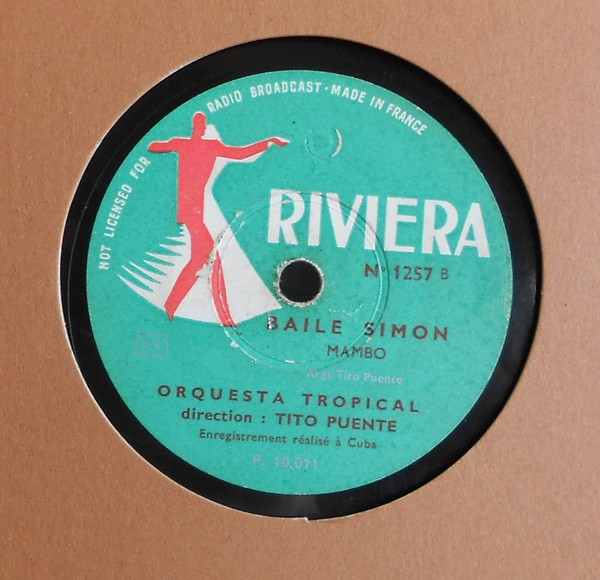 NOT LICENSED FOR RADIO BROADCAST · MADE IN FRANCE
RIVIERA
N° 1257 B
BAILE SIMON
MAMBO
Arrgt Tito Puente
ORQUESTA TROPICAL
direction : TITO PUENTE
Enregistrement réalisé à Cuba
P. 10.011